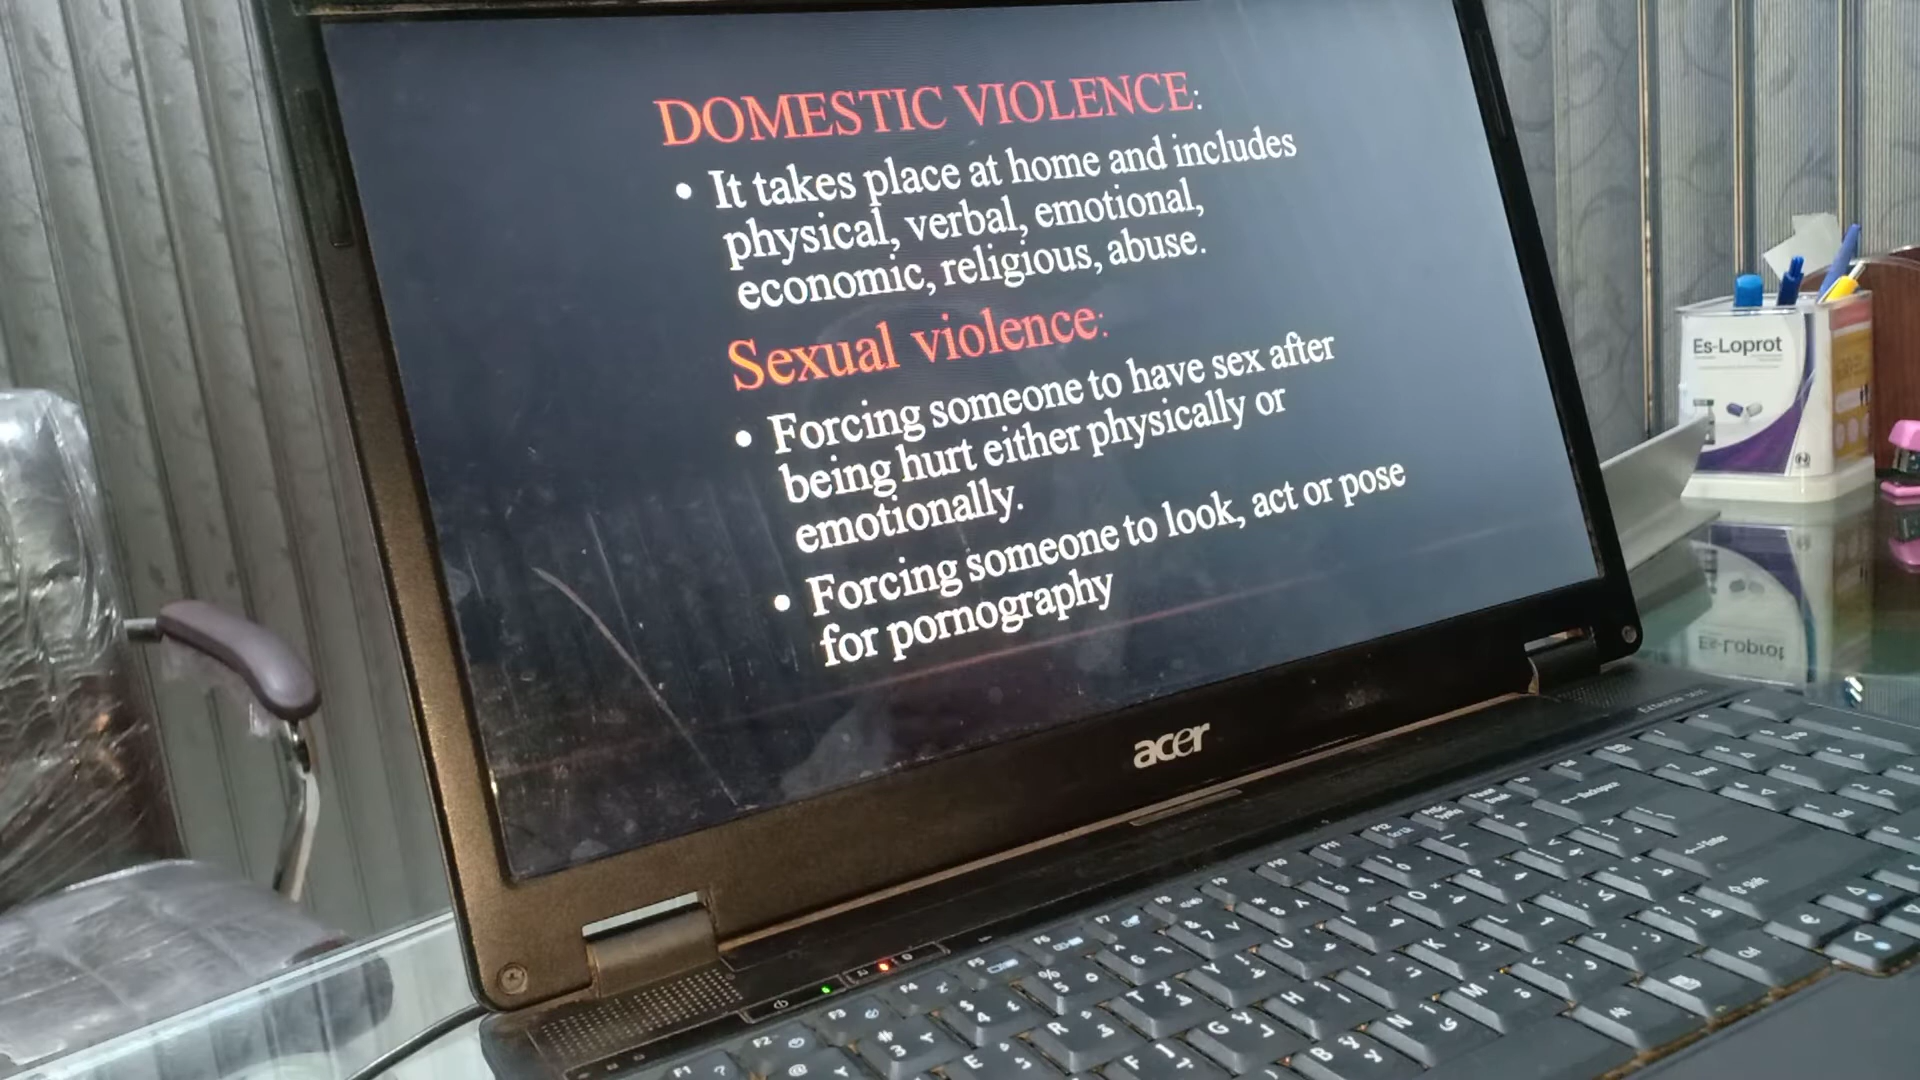 DOMESTIC VIOLENCE:
• It takes place at home and includes
physical, verbal, emotional,
economic, religious, abuse.
Sexual violence:
• Forcing someone to have sex after
being hurt either physically or
emotionally.
• Forcing someone to look, act or pose
for pornography
acer
Es-Loprot